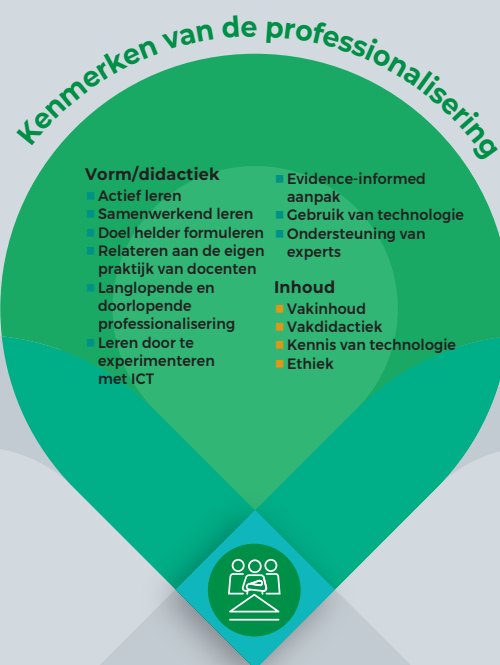 Kenmerken van de professionalisering
Vorm/didactiek
Actief leren
Samenwerkend leren
Doel helder formuleren
Relateren aan de eigen
praktijk van docenten
Langlopende en
doorlopende
professionalisering
Leren door te
experimenteren
met ICT
Evidence-informed
aanpak
Gebruik van technologie
Ondersteuning van
experts
Inhoud
Vakinhoud
Vakdidactiek
Kennis van technologie
Ethiek